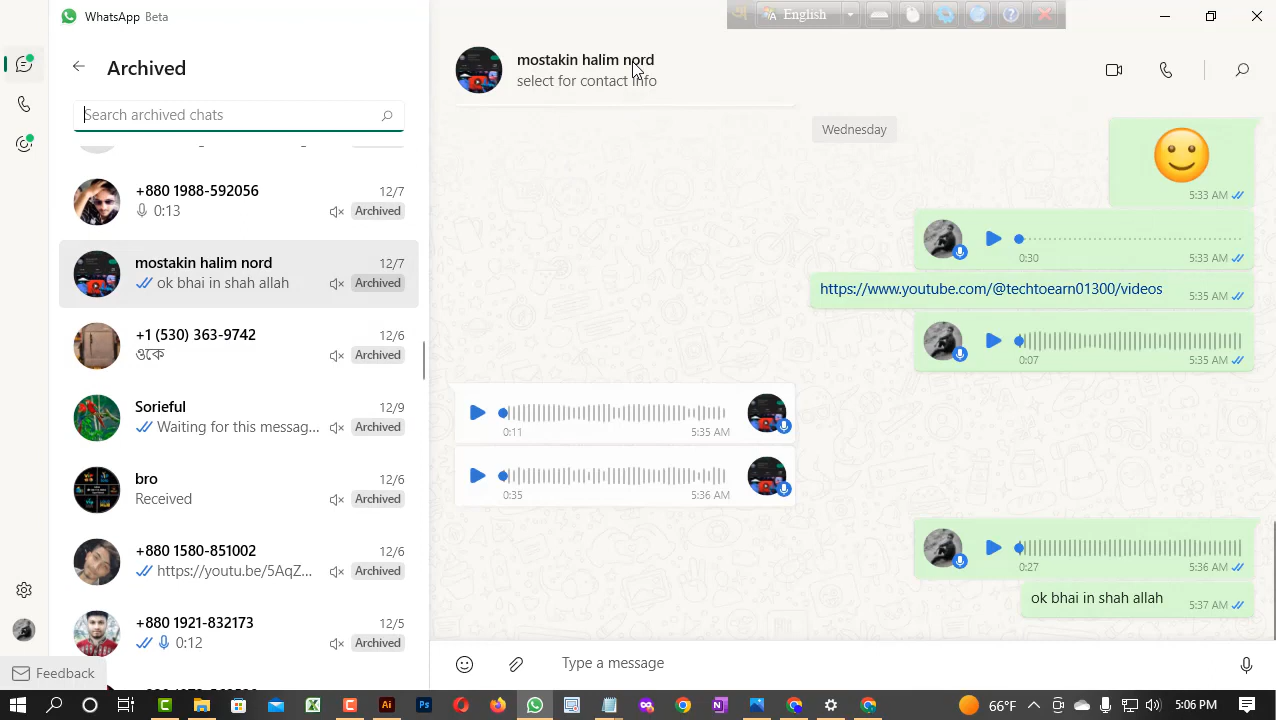 WhatsApp Beta
English
Archived
Search archived chats
+880 1988-592056
12/7
0:13
Archived
mostakin halim nord
12/7
ok bhai in shah allah
Archived
+1 (530) 363-9742
12/6
ওকে
Archived
Sorieful
12/9
Waiting for this messag...
Archived
bro
12/6
Received
Archived
+880 1580-851002
12/6
https://youtu.be/5AqZ...
Archived
+880 1921-832173
12/5
0:12
Archived
Feedback
mostakin halim nord
select for contact info
Wednesday
5:33 AM
0:30
5:33 AM
https://www.youtube.com/@techtoearn01300/videos
5:35 AM
0:07
5:35 AM
0:11
5:35 AM
5:36 AM
0:27
5:36 AM
ok bhai in shah allah
5:37 AM
Type a message
66°F
5:06 PM